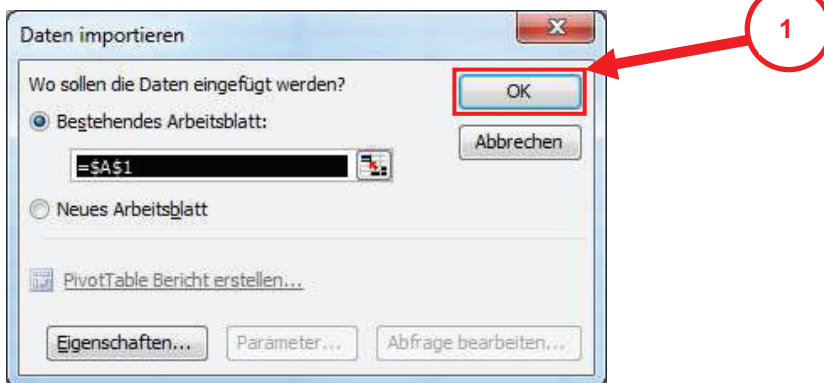 Daten importieren
1
Wo sollen die Daten eingefügt werden?
OK
Bestehendes Arbeitsblatt:
Abbrechen
=$A$1
Neues Arbeitsblatt
PivotTable Bericht erstellen...
Eigenschaften...
Parameter...
Abfrage bearbeiten...